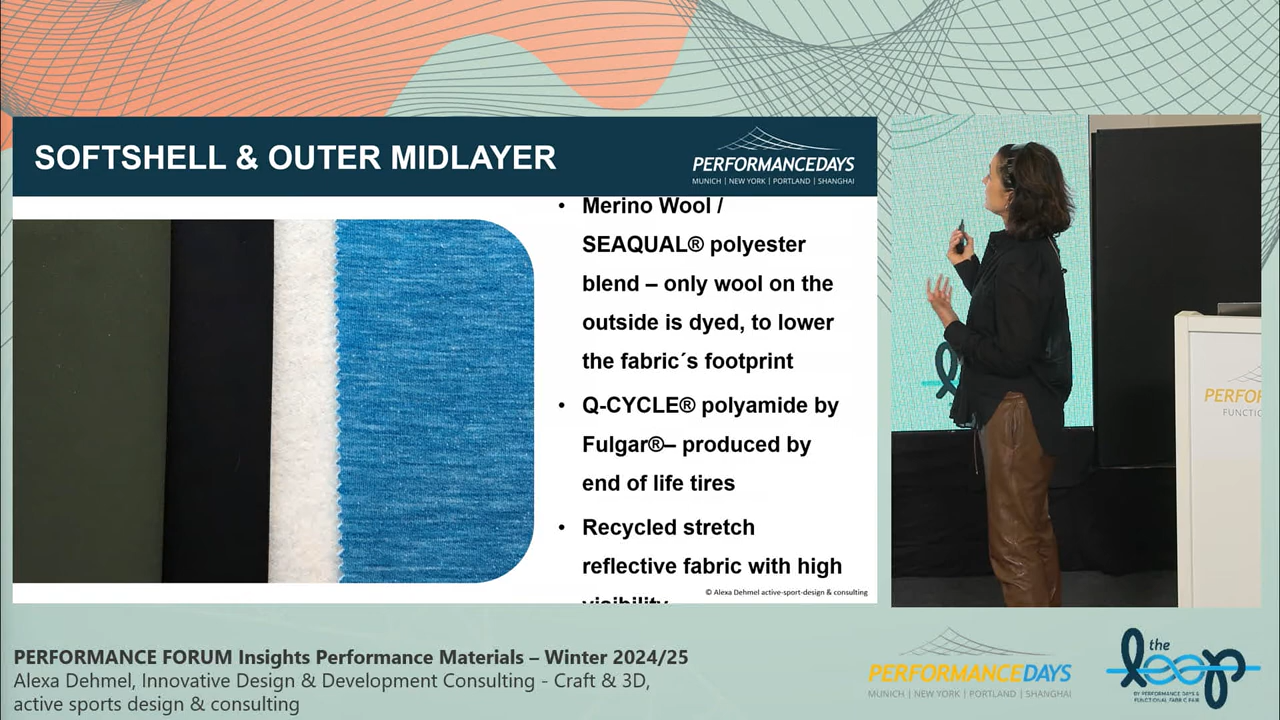 SOFTSHELL & OUTER MIDLAYER
PERFORMANCEDAYS
MUNICH | NEW YORK | PORTLAND | SHANGHAI
• Merino Wool /
SEAQUAL® polyester
blend – only wool on the
outside is dyed, to lower
the fabric´s footprint
• Q-CYCLE® polyamide by
Fulgar®– produced by
end of life tires
• Recycled stretch
reflective fabric with high
visibility
© Alexa Dehmel active-sport-design & consulting
PERFO
FUNCTIO
PERFORMANCE FORUM Insights Performance Materials – Winter 2024/25
Alexa Dehmel, Innovative Design & Development Consulting - Craft & 3D,
active sports design & consulting
PERFORMANCEDAYS
MUNICH | NEW YORK | PORTLAND | SHANGHAI
the
loop
BY PERFORMANCE DAYS &
FUNCTIONAL FABRIC FAIR